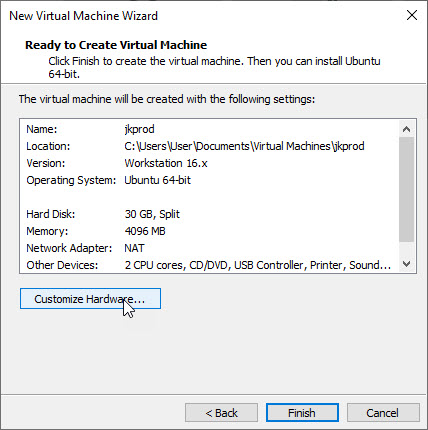 New Virtual Machine Wizard
Ready to Create Virtual Machine
Click Finish to create the virtual machine. Then you can install Ubuntu
64-bit.
The virtual machine will be created with the following settings:
Name: jkprod
Location: C:\Users\User\Documents\Virtual Machines\jkprod
Version: Workstation 16.x
Operating System: Ubuntu 64-bit
Hard Disk: 30 GB, Split
Memory: 4096 MB
Network Adapter: NAT
Other Devices: 2 CPU cores, CD/DVD, USB Controller, Printer, Sound...
Customize Hardware...
< Back Finish Cancel